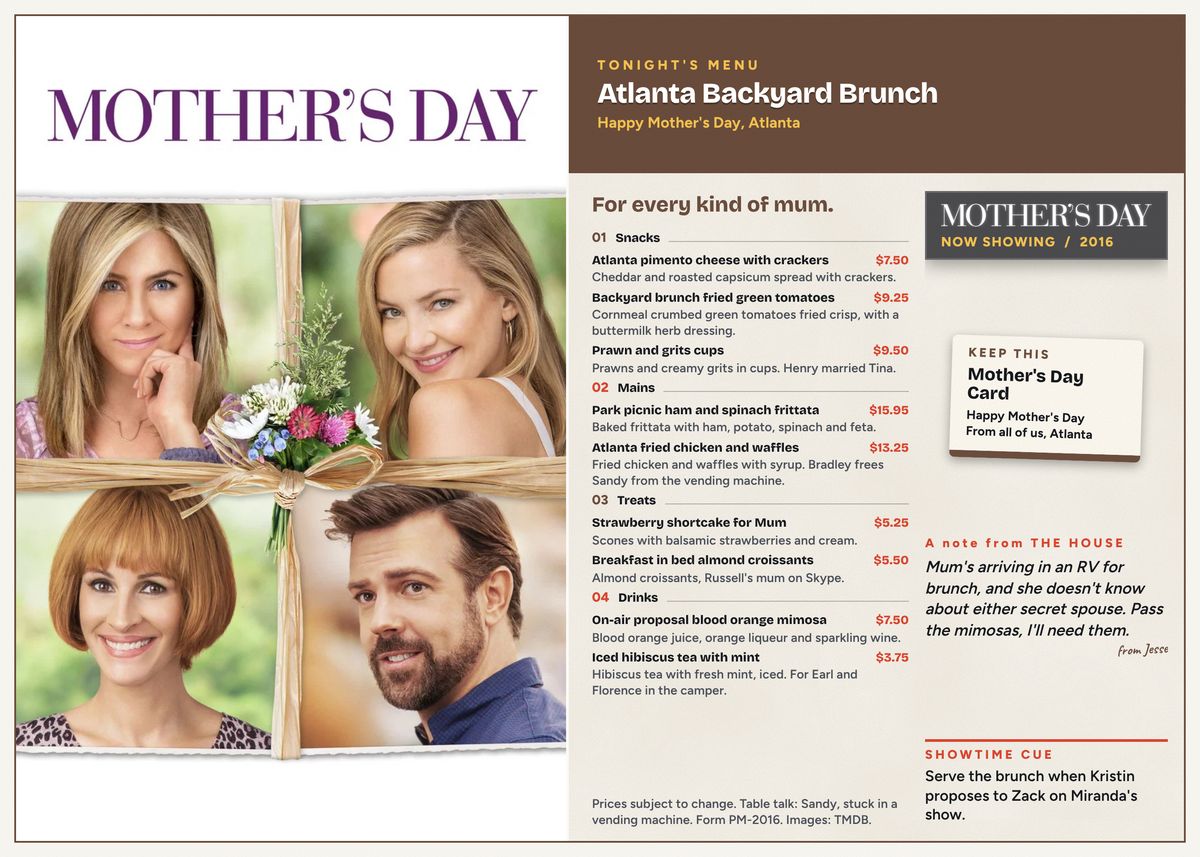 MOTHER'S DAY
TONIGHT'S MENU
Atlanta Backyard Brunch
Happy Mother's Day, Atlanta
For every kind of mum.
01 Snacks
Atlanta pimento cheese with crackers $7.50
Cheddar and roasted capsicum spread with crackers.
Backyard brunch fried green tomatoes $9.25
Cornmeal crumbed green tomatoes fried crisp, with a
buttermilk herb dressing.
Prawn and grits cups $9.50
Prawns and creamy grits in cups. Henry married Tina.
02 Mains
Park picnic ham and spinach frittata $15.95
Baked frittata with ham, potato, spinach and feta.
Atlanta fried chicken and waffles $13.25
Fried chicken and waffles with syrup. Bradley frees
Sandy from the vending machine.
03 Treats
Strawberry shortcake for Mum $5.25
Scones with balsamic strawberries and cream.
Breakfast in bed almond croissants $5.50
Almond croissants, Russell's mum on Skype.
04 Drinks
On-air proposal blood orange mimosa $7.50
Blood orange juice, orange liqueur and sparkling wine.
Iced hibiscus tea with mint $3.75
Hibiscus tea with fresh mint, iced. For Earl and
Florence in the camper.
Prices subject to change. Table talk: Sandy, stuck in a
vending machine. Form PM-2016. Images: TMDB.
MOTHER'S DAY
NOW SHOWING / 2016
KEEP THIS
Mother's Day
Card
Happy Mother's Day
From all of us, Atlanta
A note from THE HOUSE
Mum's arriving in an RV for
brunch, and she doesn't know
about either secret spouse. Pass
the mimosas, I'll need them.
from Jesse
SHOWTIME CUE
Serve the brunch when Kristin
proposes to Zack on Miranda's
show.